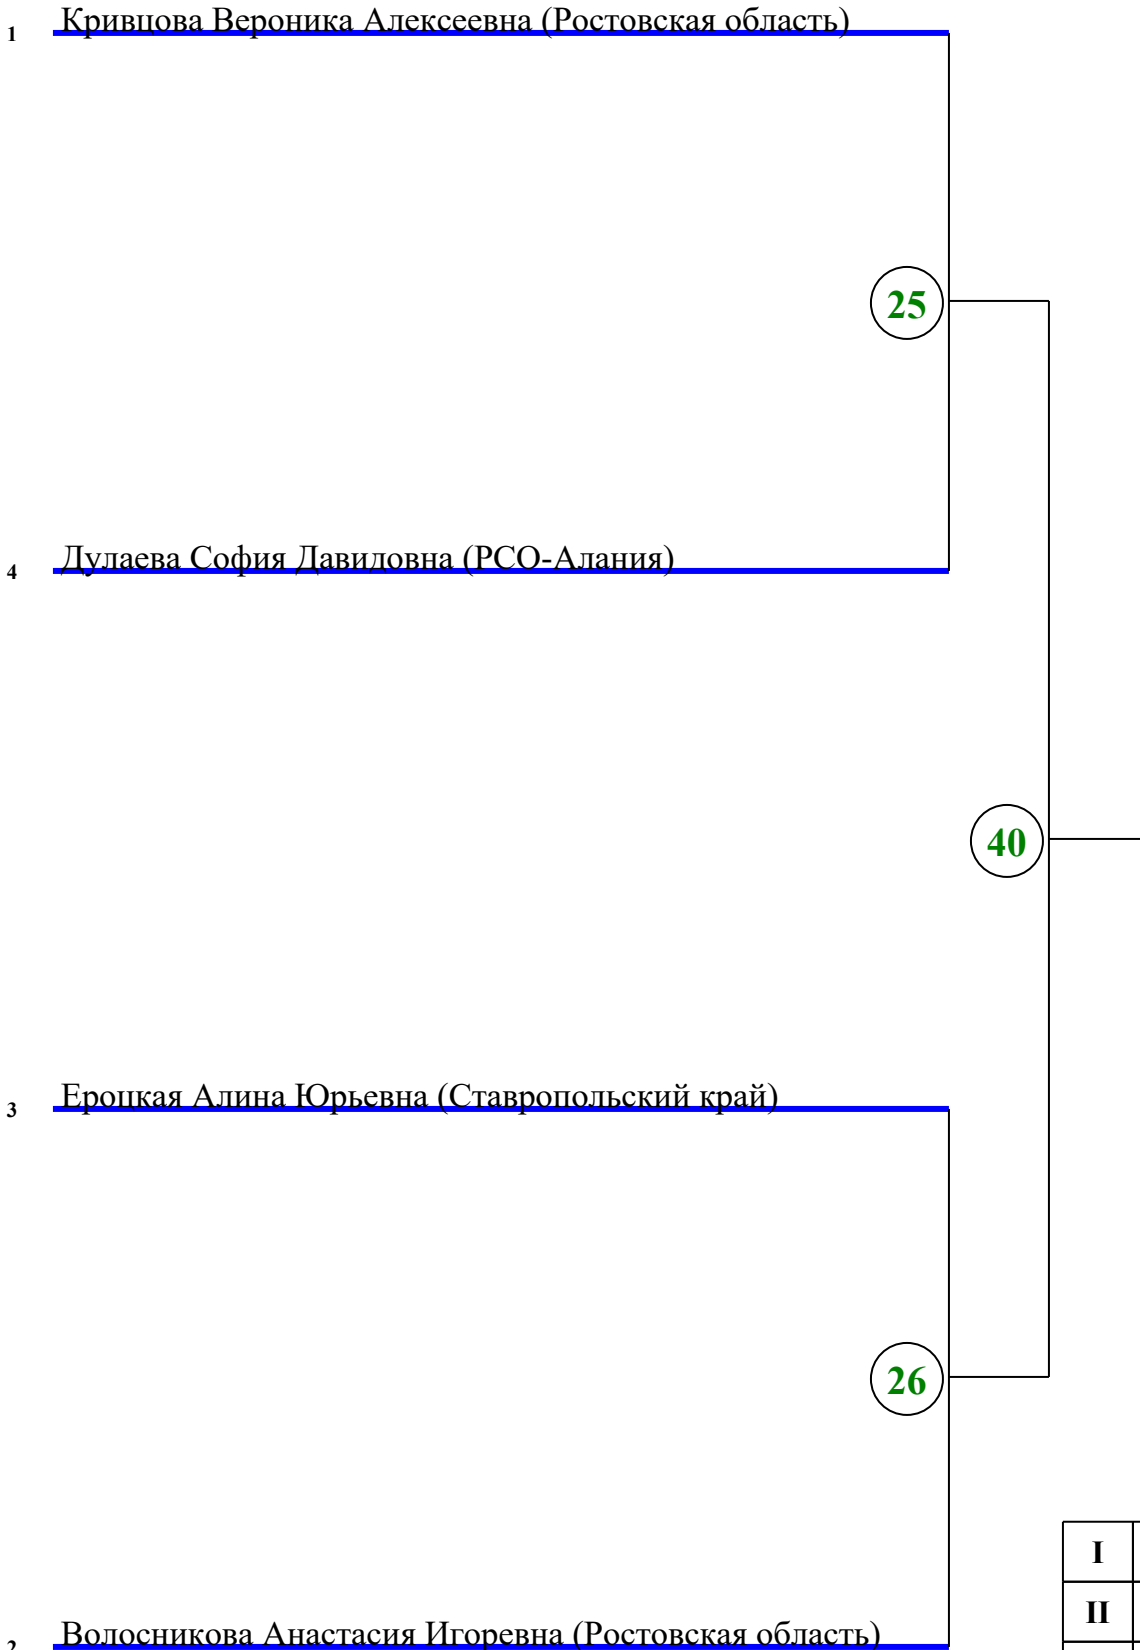 1 Кривцова Вероника Алексеевна (Ростовская область)
25
4 Дулаева София Давидовна (РСО-Алания)
40
3 Ероцкая Алина Юрьевна (Ставропольский край)
26
I
II
2 Волосникова Анастасия Игоревна (Ростовская область)